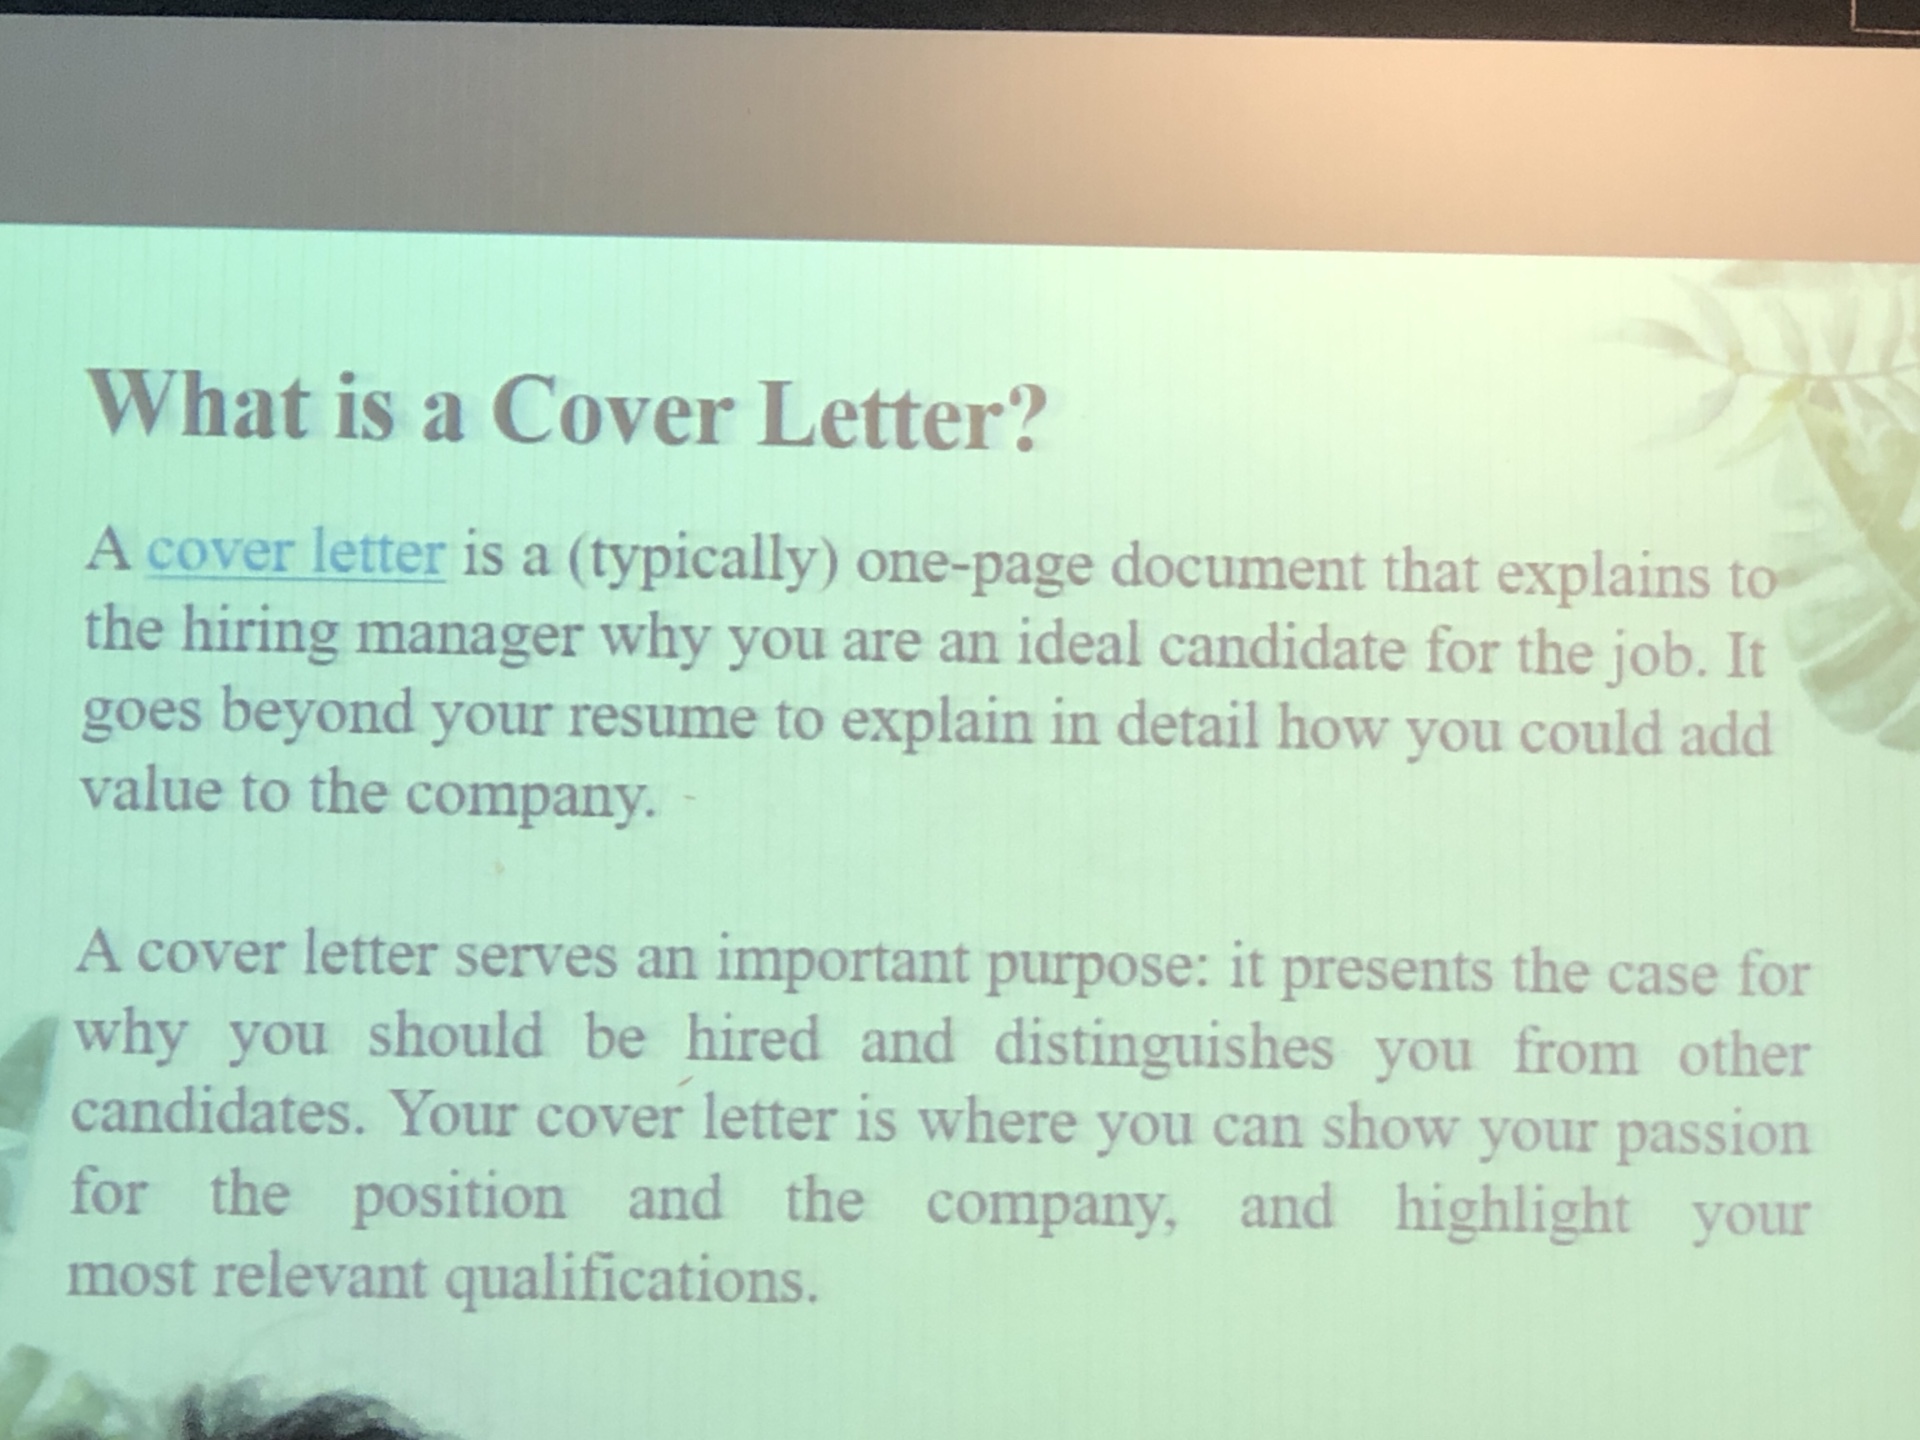 What is a Cover Letter?
A cover letter is a (typically) one-page document that explains to
the hiring manager why you are an ideal candidate for the job. It
goes beyond your resume to explain in detail how you could add
value to the company.
A cover letter serves an important purpose: it presents the case for
why you should be hired and distinguishes you from other
candidates. Your cover letter is where you can show your passion
for the position and the company, and highlight your
most relevant qualifications.